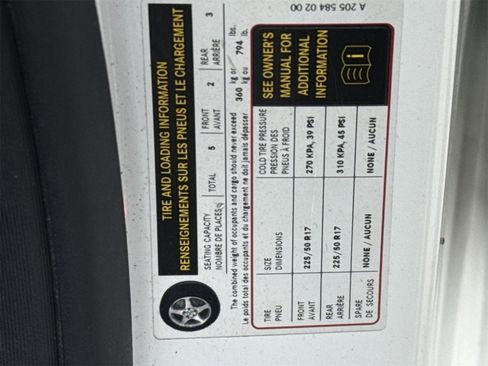 A 205 584 02 00
TIRE AND LOADING INFORMATION
RENSEIGNEMENTS SUR LES PNEUS ET LE CHARGEMENT
SEATING CAPACITY TOTAL 5 FRONT 2 REAR 3
NOMBRE DE PLACES AVANT ARRIÈRE
The combined weight of occupants and cargo should never exceed 360 kg or 794 lbs.
Le poids total des occupants et du chargement ne doit jamais dépasser kg ou lb.
TIRE SIZE COLD TIRE PRESSURE
PNEU DIMENSIONS PRESSION DES
PNEUS À FROID
FRONT 225/50 R17 270 KPA, 39 PSI
AVANT
REAR 225/50 R17 310 KPA, 45 PSI
ARRIÈRE
SPARE NONE / AUCUN NONE / AUCUN
DE SECOURS
SEE OWNER'S
MANUAL FOR
ADDITIONAL
INFORMATION